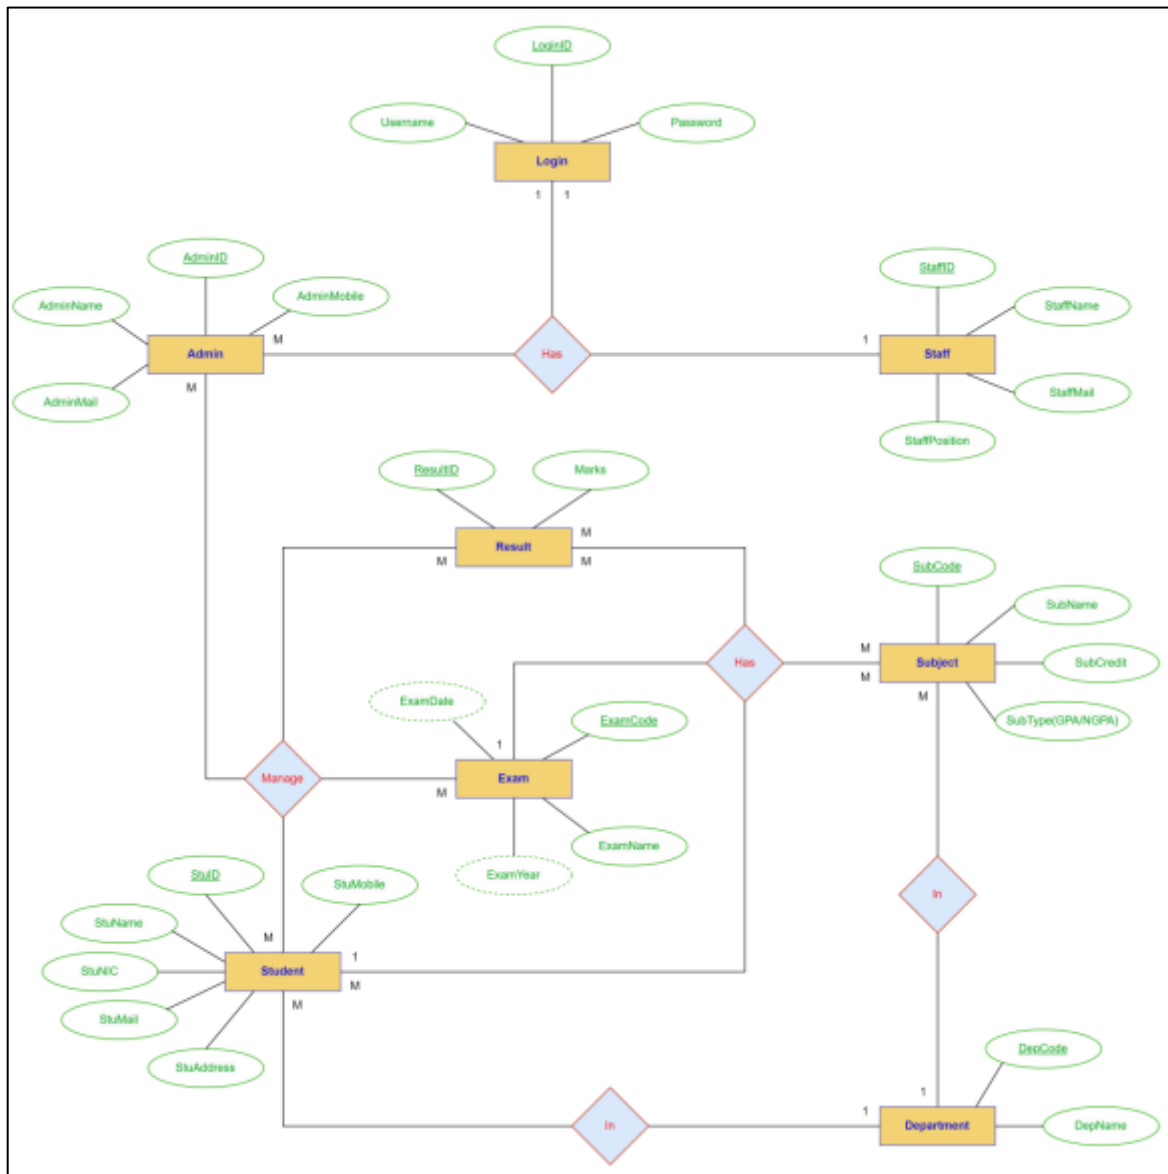 LoginID
Username
Password
Login
1 1
AdminID
AdminName
AdminMobile
AdminMail
Admin
M
M
Has
1
StaffID
StaffName
Staff
StaffMail
StaffPosition
ResultID
Marks
Result
M
M
M
SubCode
SubName
Subject
SubCredit
SubType(GPA/NGPA)
M
M
M
Has
ExamDate
ExamCode
1
Exam
M
ExamName
ExamYear
Manage
StuID
StuMobile
StuName
StuNIC
StuMail
StuAddress
M
Student
1
M
M
In
In
DepCode
1
1
Department
DepName